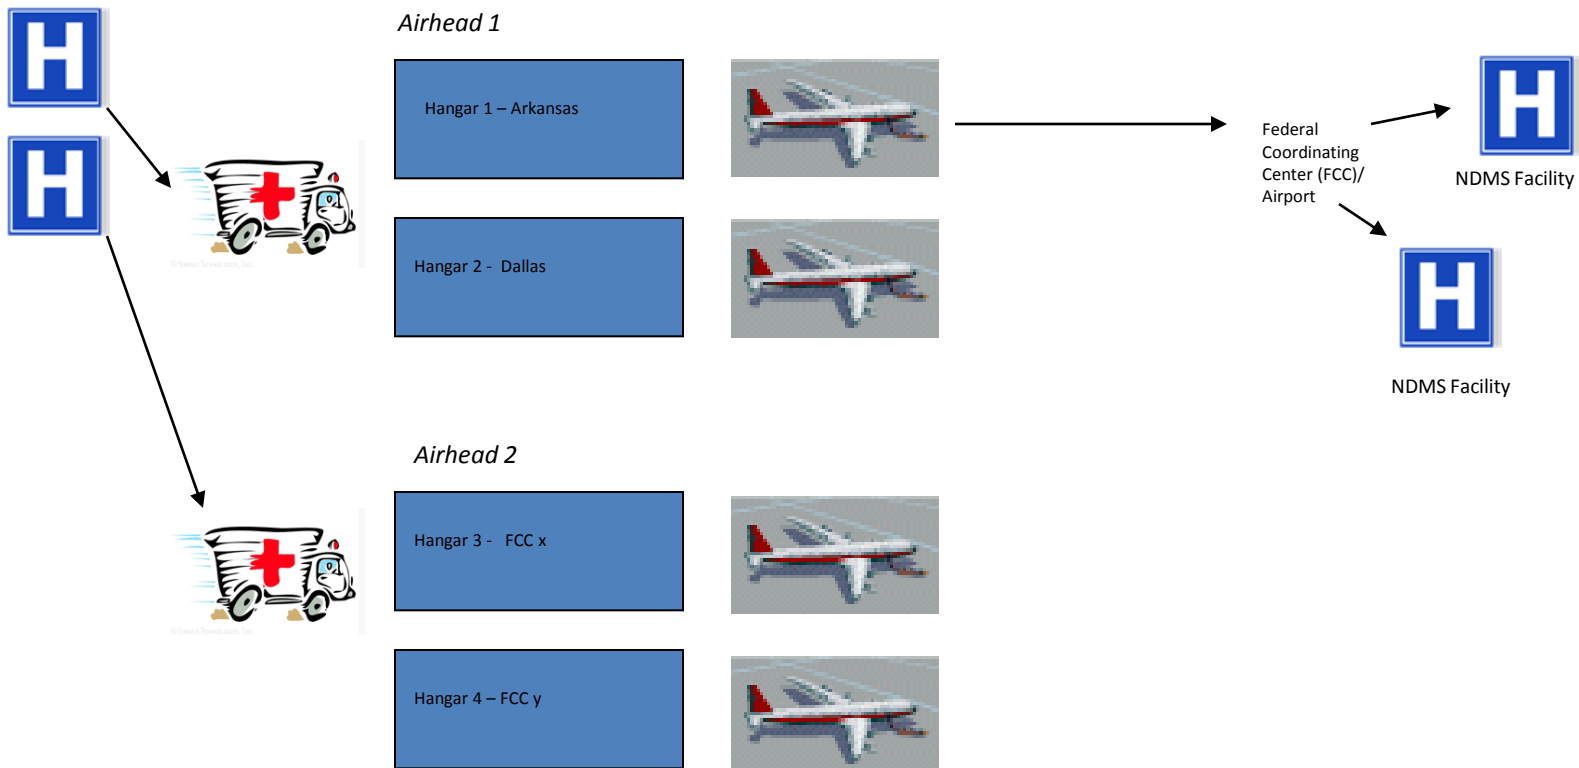 Airhead 1
H
H
Hangar 1 – Arkansas
Federal
Coordinating
Center (FCC)/
Airport
H
NDMS Facility
Hangar 2 -  Dallas
H
NDMS Facility
Airhead 2
Hangar 3 -   FCC x
Hangar 4 – FCC y